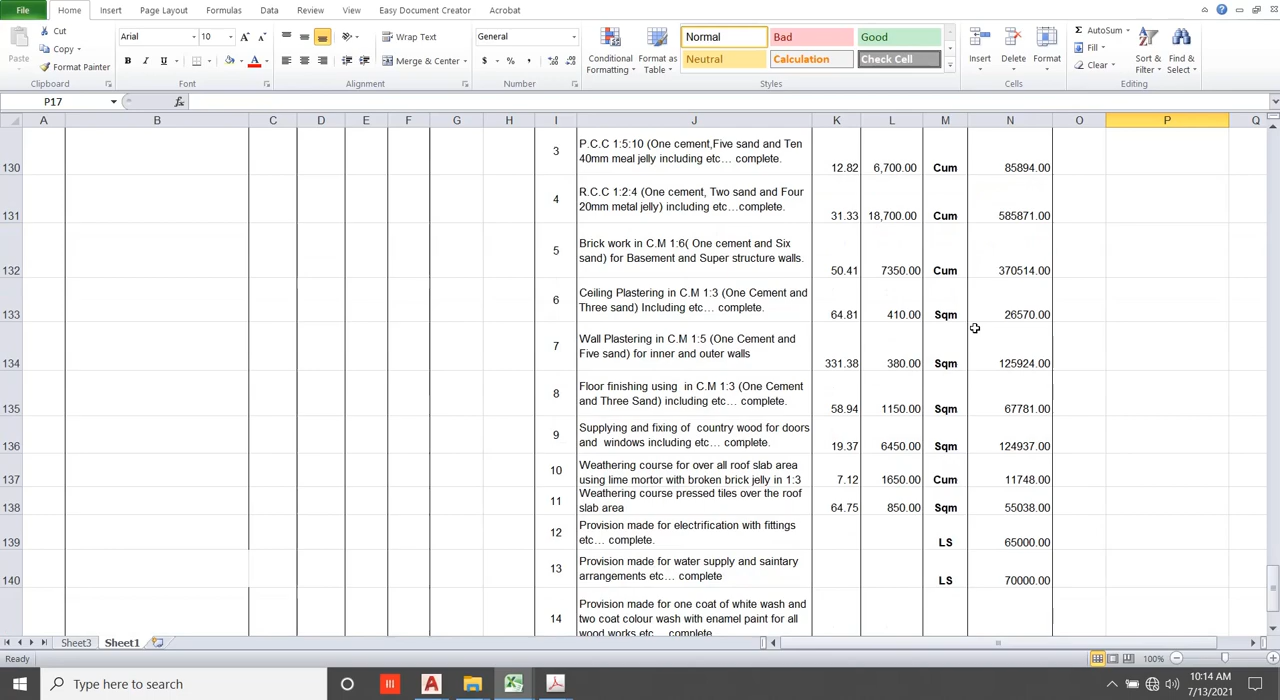 File Home Insert Page Layout Formulas Data Review View Easy Document Creator Acrobat
Cut Arial 10 Wrap Text General Normal Bad Good AutoSum
Copy Fill
Paste Format Painter B I U Merge & Center $ % , Conditional Formatting Format as Table Neutral Calculation Check Cell Insert Delete Format Clear Sort & Filter Find & Select
Clipboard Font Alignment Number Styles Cells Editing
P17 fx
A B C D E F G H I J K L M N O P Q
3 P.C.C 1:5:10 (One cement,Five sand and Ten
40mm meal jelly including etc… complete.
130 12.82 6,700.00 Cum 85894.00
4 R.C.C 1:2:4 (One cement, Two sand and Four
20mm metal jelly) including etc…complete.
131 31.33 18,700.00 Cum 585871.00
5 Brick work in C.M 1:6( One cement and Six
sand) for Basement and Super structure walls.
132 50.41 7350.00 Cum 370514.00
6 Ceiling Plastering in C.M 1:3 (One Cement and
Three sand) Including etc… complete.
133 64.81 410.00 Sqm 26570.00
7 Wall Plastering in C.M 1:5 (One Cement and
Five sand) for inner and outer walls
134 331.38 380.00 Sqm 125924.00
8 Floor finishing using in C.M 1:3 (One Cement
and Three Sand) including etc… complete.
135 58.94 1150.00 Sqm 67781.00
9 Supplying and fixing of country wood for doors
and windows including etc… complete.
136 19.37 6450.00 Sqm 124937.00
10 Weathering course for over all roof slab area
using lime mortor with broken brick jelly in 1:3
137 7.12 1650.00 Cum 11748.00
11 Weathering course pressed tiles over the roof
slab area
138 64.75 850.00 Sqm 55038.00
12 Provision made for electrification with fittings
etc… complete.
139 LS 65000.00
13 Provision made for water supply and saintary
arrangements etc… complete
140 LS 70000.00
14 Provision made for one coat of white wash and
two coat colour wash with enamel paint for all
wood works etc… complete
Sheet3 Sheet1
Ready 100%
Type here to search
10:14 AM
7/13/2021